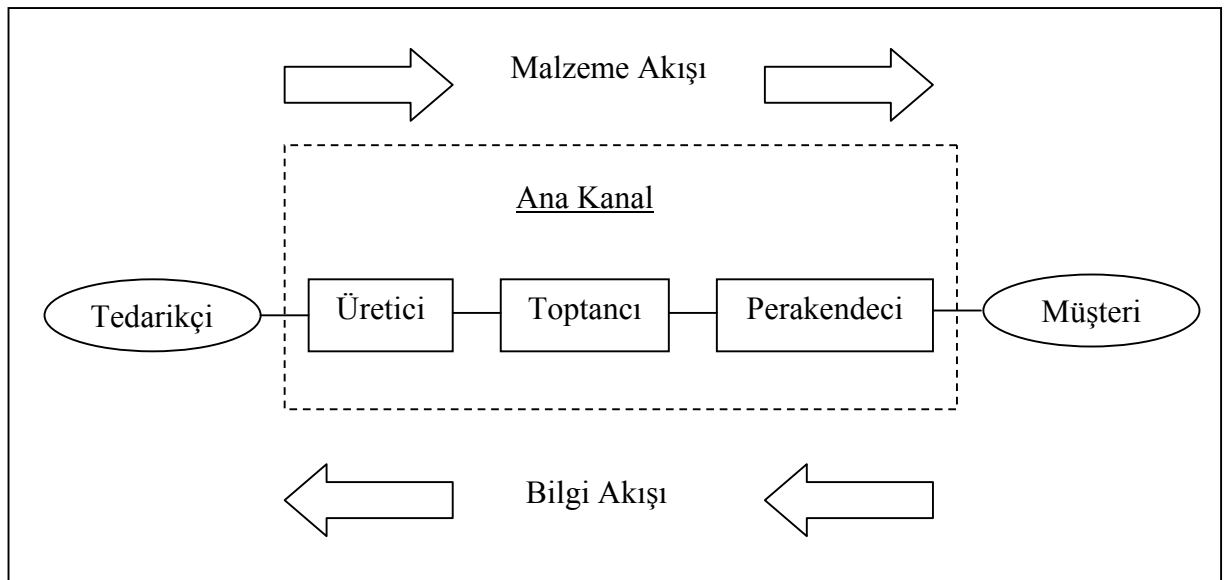 Malzeme Akışı
Ana Kanal
Tedarikçi
Üretici
Toptancı
Perakendeci
Müşteri
Bilgi Akışı